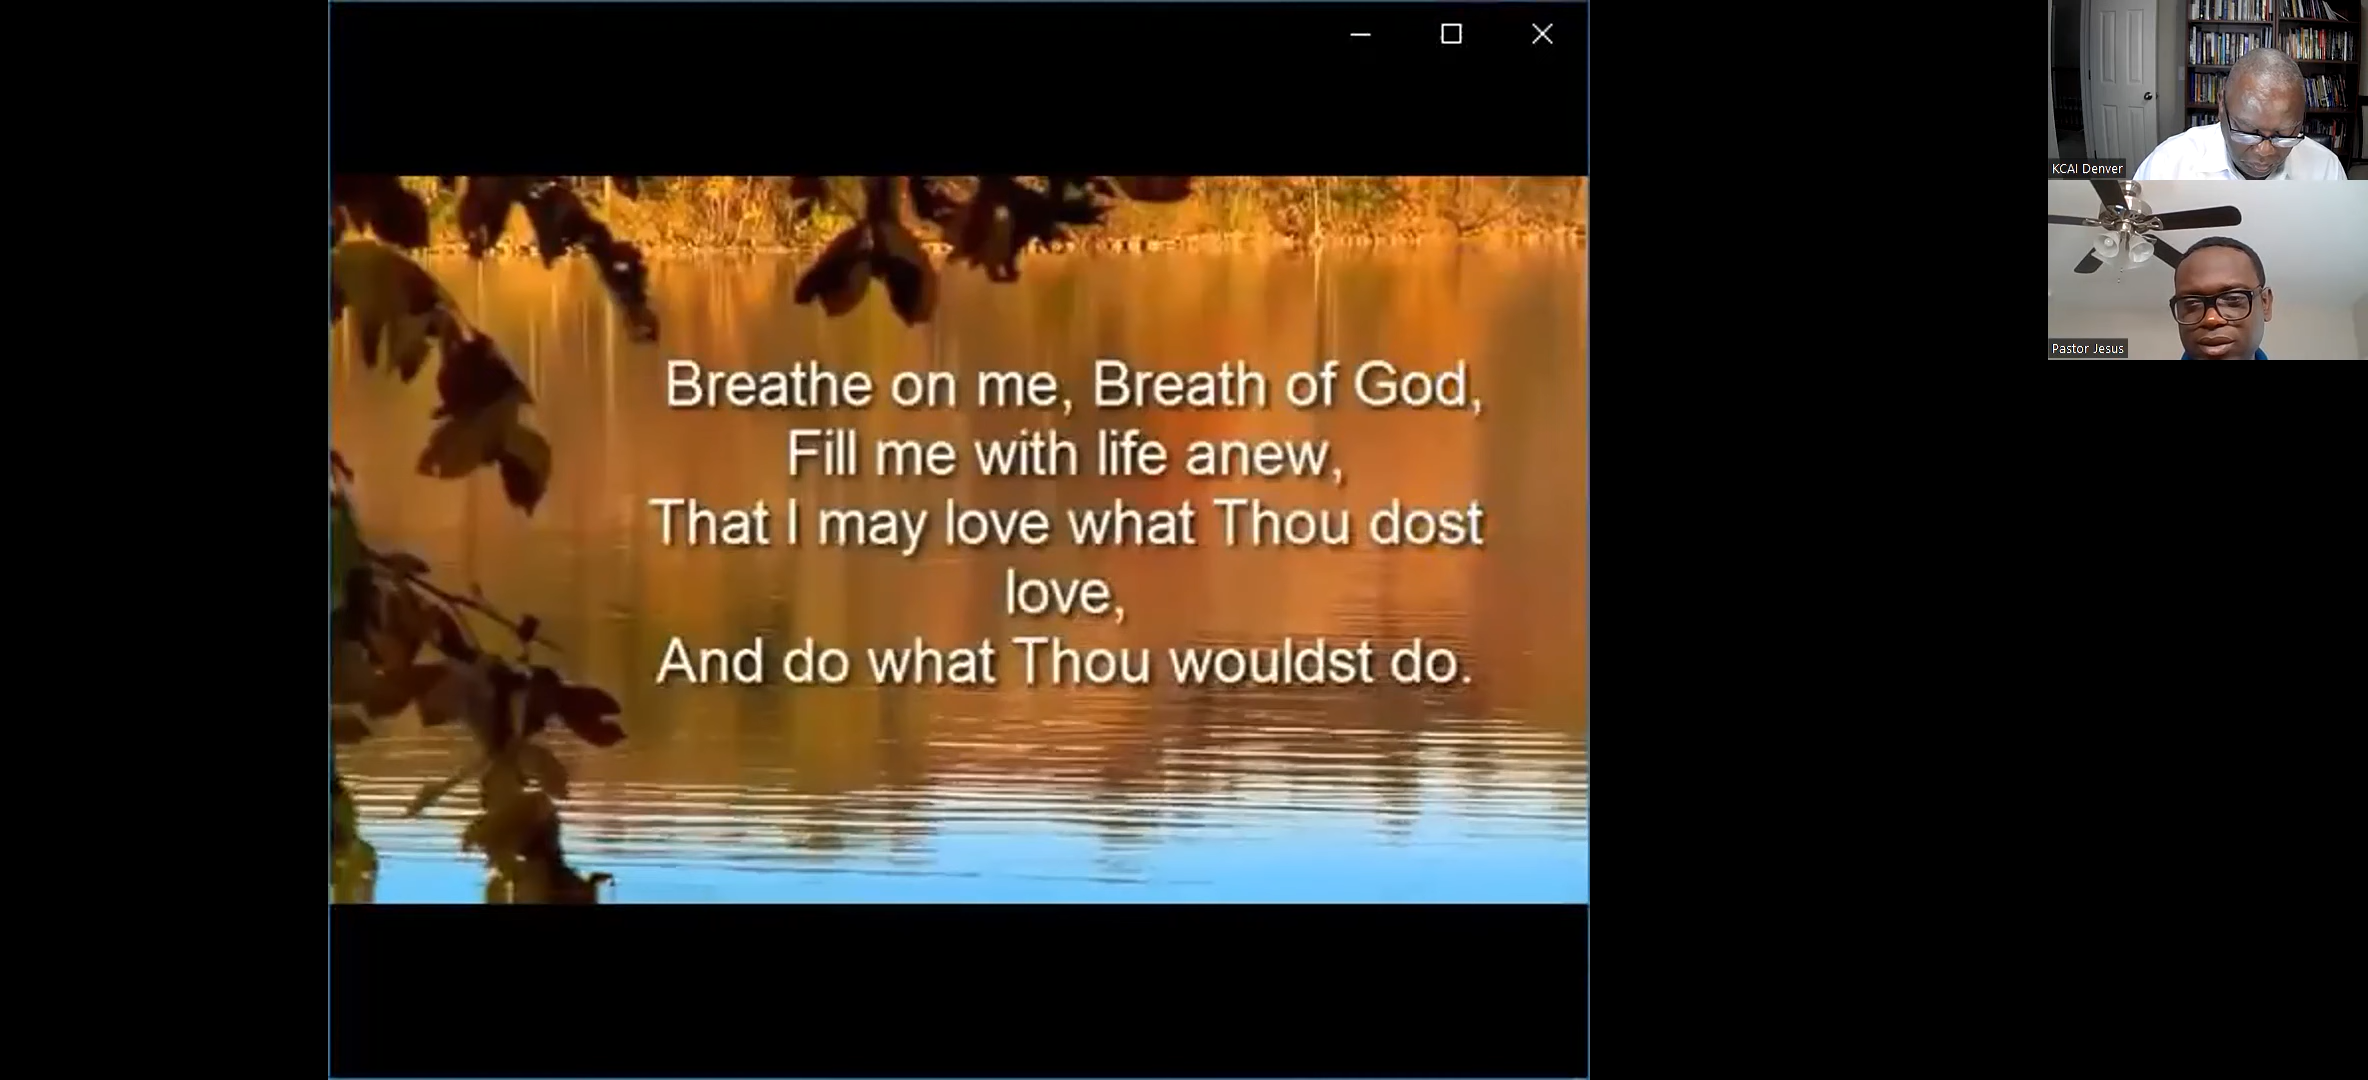 Breathe on me, Breath of God,
Fill me with life anew,
That I may love what Thou dost
love,
And do what Thou wouldst do.
KCAI Denver
Pastor Jesus